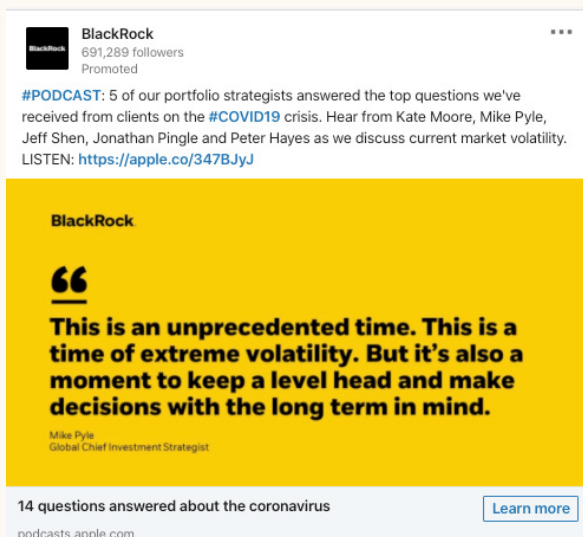 BlackRock
BlackRock
691,289 followers
Promoted
#PODCAST: 5 of our portfolio strategists answered the top questions we've
received from clients on the #COVID19 crisis. Hear from Kate Moore, Mike Pyle,
Jeff Shen, Jonathan Pingle and Peter Hayes as we discuss current market volatility.
LISTEN: https://apple.co/347BJyJ
BlackRock
“
This is an unprecedented time. This is a
time of extreme volatility. But it's also a
moment to keep a level head and make
decisions with the long term in mind.
Mike Pyle
Global Chief Investment Strategist
14 questions answered about the coronavirus
Learn more
podcasts.apple.com